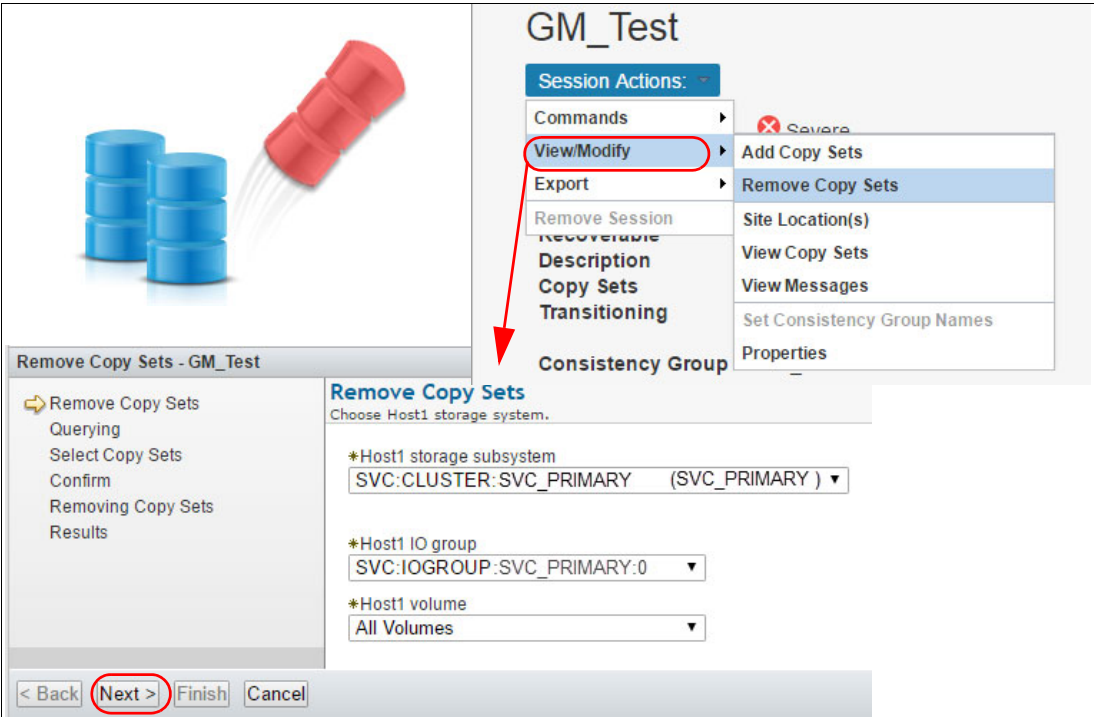 GM_Test
Session Actions:
Commands
View/Modify
Export
Remove Session
Severe
Add Copy Sets
Remove Copy Sets
Site Location(s)
View Copy Sets
View Messages
Set Consistency Group Names
Properties
Recoverable
Description
Copy Sets
Transitioning
Consistency Group
Remove Copy Sets - GM_Test
Remove Copy Sets
Querying
Select Copy Sets
Confirm
Removing Copy Sets
Results
Remove Copy Sets
Choose Host1 storage system.
*Host1 storage subsystem
SVC:CLUSTER:SVC_PRIMARY (SVC_PRIMARY )
*Host1 IO group
SVC:IOGROUP:SVC_PRIMARY:0
*Host1 volume
All Volumes
< Back Next > Finish Cancel